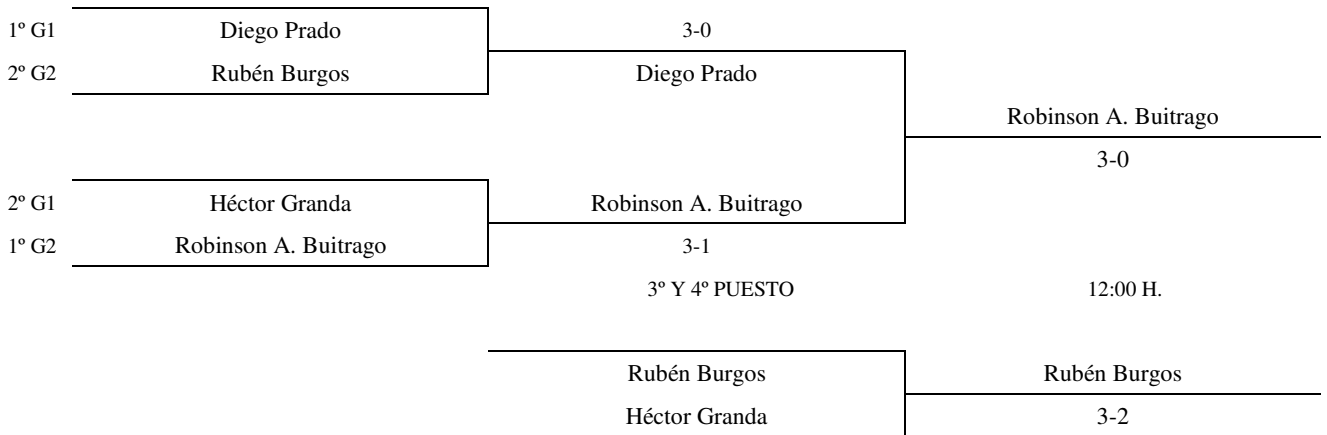 1º G1 Diego Prado 3-0
2º G2 Rubén Burgos Diego Prado
Robinson A. Buitrago
3-0
2º G1 Héctor Granda Robinson A. Buitrago
1º G2 Robinson A. Buitrago 3-1
3º Y 4º PUESTO 12:00 H.
Rubén Burgos Rubén Burgos
Héctor Granda 3-2